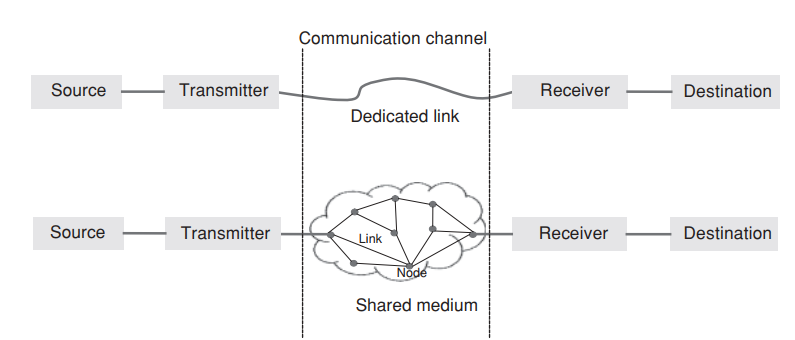 Communication channel
Source
Transmitter
Receiver
Destination
Dedicated link
Source
Transmitter
Link
Node
Receiver
Destination
Shared medium